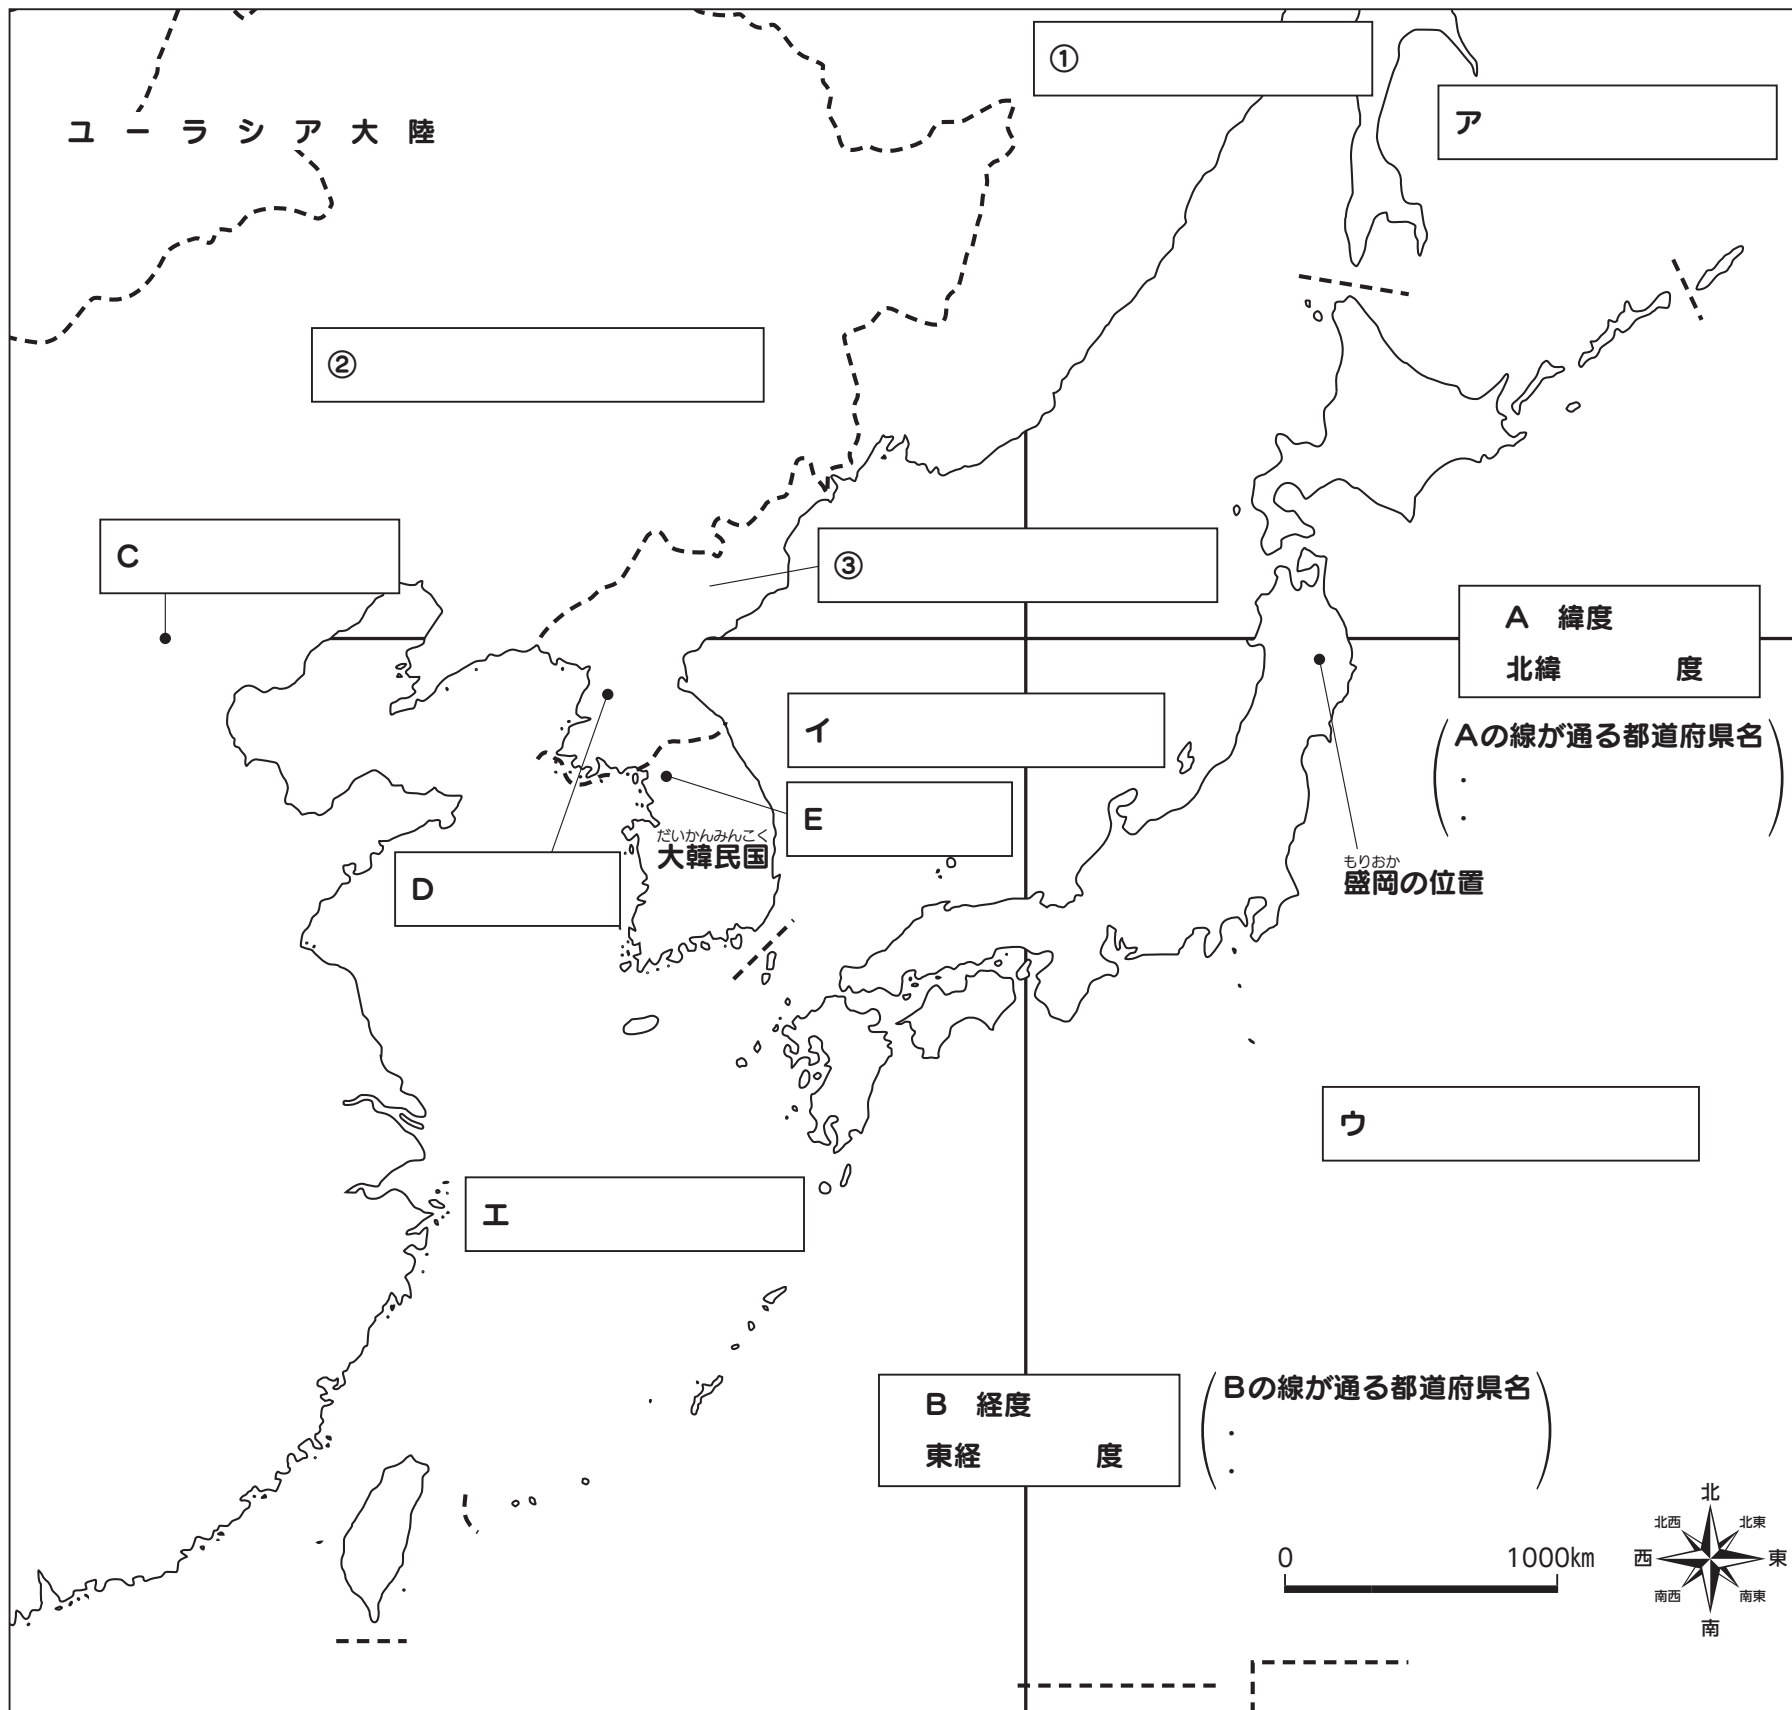 ①
ア
ユーラシア大陸
②
C
③
A 緯度
北緯 度
イ
Aの線が通る都道府県名
・
・
E
だいかんみんこく
大韓民国
D
もりおか
盛岡の位置
ウ
エ
B 経度
東経 度
Bの線が通る都道府県名
・
・
0 1000km
北
北西 北東
西 東
南西 南東
南